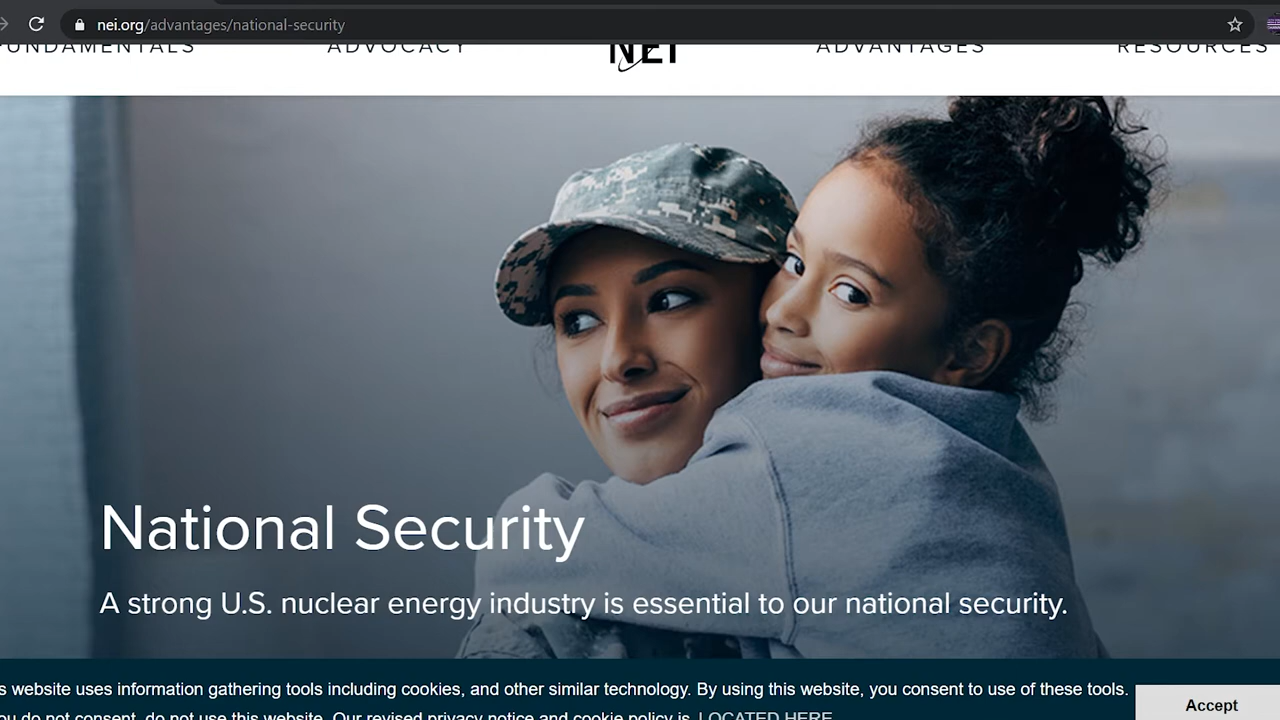 nei.org/advantages/national-security
FUNDAMENTALS ADVOCACY NEI ADVANTAGES RESOURCES
National Security
A strong U.S. nuclear energy industry is essential to our national security.
s website uses information gathering tools including cookies, and other similar technology. By using this website, you consent to use of these tools.
ou do not consent, do not use this website. Our revised privacy notice and cookie policy is LOCATED HERE
Accept